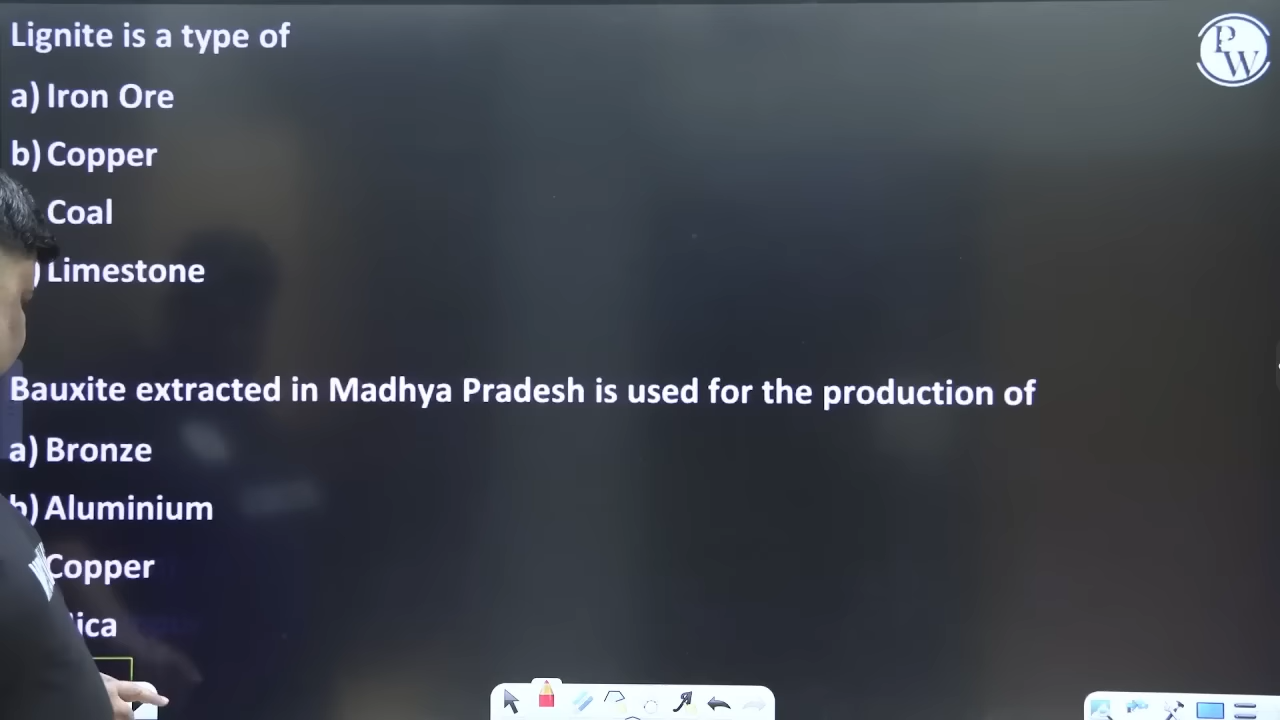 Lignite is a type of
a) Iron Ore
b) Copper
Coal
) Limestone
Bauxite extracted in Madhya Pradesh is used for the production of
a) Bronze
b) Aluminium
Copper
PW